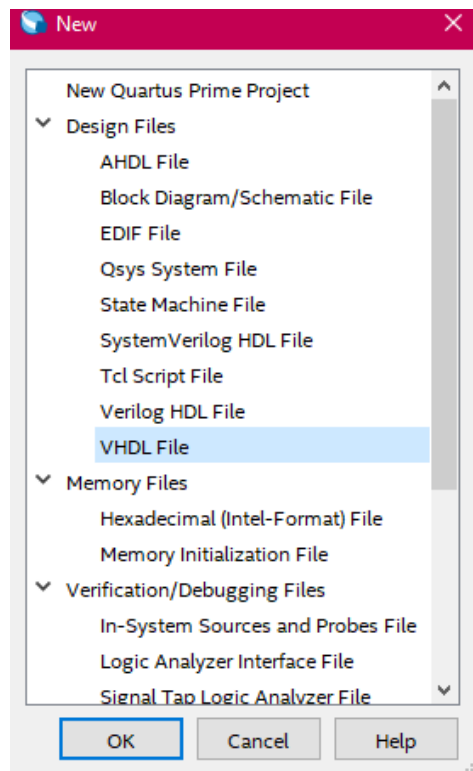 New
New Quartus Prime Project
Design Files
AHDL File
Block Diagram/Schematic File
EDIF File
Qsys System File
State Machine File
SystemVerilog HDL File
Tcl Script File
Verilog HDL File
VHDL File
Memory Files
Hexadecimal (Intel-Format) File
Memory Initialization File
Verification/Debugging Files
In-System Sources and Probes File
Logic Analyzer Interface File
Signal Tap Logic Analyzer File
OK Cancel Help